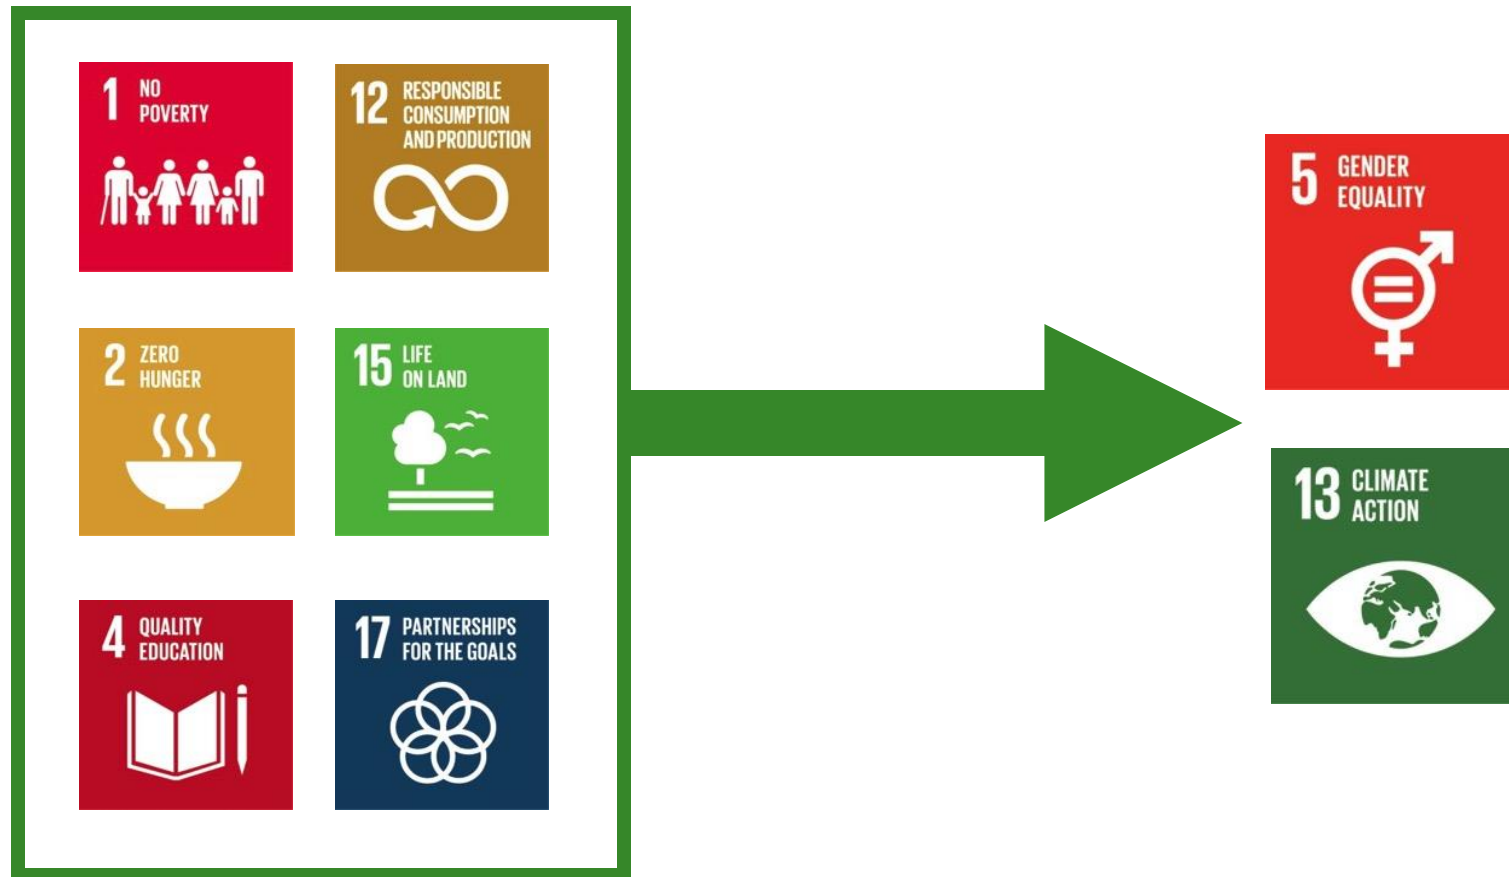 1 NO
POVERTY
12 RESPONSIBLE
CONSUMPTION
AND PRODUCTION
2 ZERO
HUNGER
15 LIFE
ON LAND
4 QUALITY
EDUCATION
17 PARTNERSHIPS
FOR THE GOALS
5 GENDER
EQUALITY
13 CLIMATE
ACTION